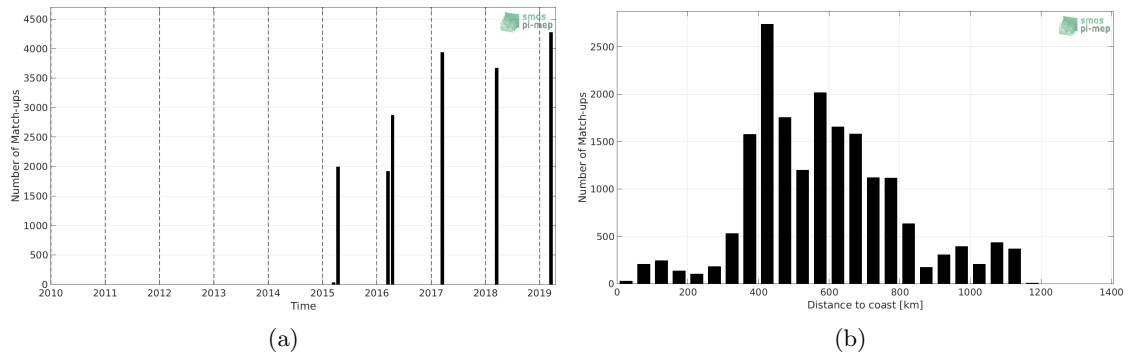 4500
4000
3500
3000
2500
2000
1500
1000
500
0
Number of Match-ups
2010 2011 2012 2013 2014 2015 2016 2017 2018 2019
Time
smos
pi-mep
(a)
2500
2000
1500
1000
500
0
Number of Match-ups
0 200 400 600 800 1000 1200 1400
Distance to coast [km]
smos
pi-mep
(b)